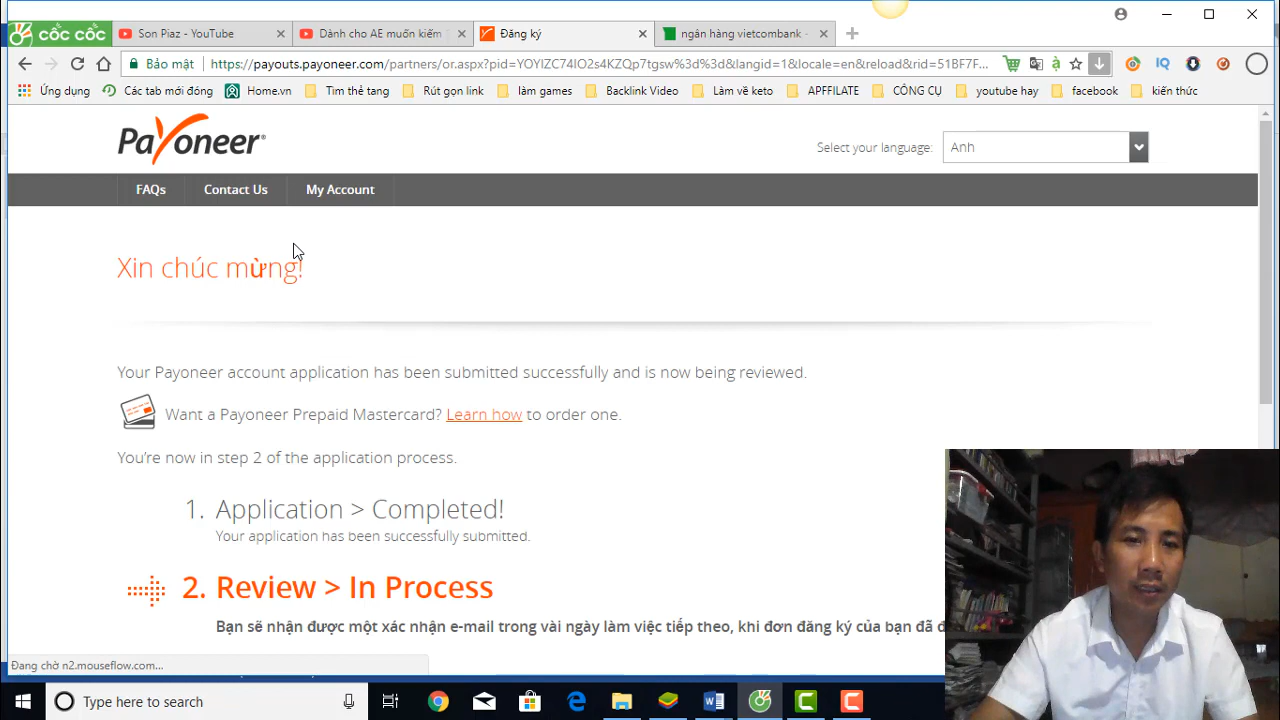 cốc cốc
Son Piaz - YouTube
Dành cho AE muốn kiếm
Đăng ký
ngân hàng vietcombank -
Bảo mật
https://payouts.payoneer.com/partners/or.aspx?pid=YOYIZC74IO2s4KZQp7tgsw%3d%3d&langid=1&locale=en&reload&rid=51BF7F...
Ứng dụng
Các tab mới đóng
Home.vn
Tim thẻ tang
Rút gọn link
làm games
Backlink Video
Làm về keto
APFFILATE
CÔNG CỤ
youtube hay
facebook
kiến thức
Payoneer
Select your language:
Anh
FAQs
Contact Us
My Account
Xin chúc mừng!
Your Payoneer account application has been submitted successfully and is now being reviewed.
Want a Payoneer Prepaid Mastercard? Learn how to order one.
You're now in step 2 of the application process.
1. Application > Completed!
Your application has been successfully submitted.
2. Review > In Process
Bạn sẽ nhận được một xác nhận e-mail trong vài ngày làm việc tiếp theo, khi đơn đăng ký của bạn đã
Đang chờ n2.mouseflow.com...
Type here to search